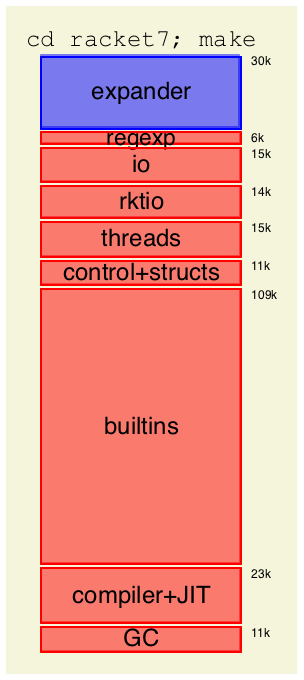 cd racket7; make
30k
expander
6k
regexp
15k
io
14k
rktio
15k
threads
11k
control+structs
109k
builtins
23k
compiler+JIT
11k
GC